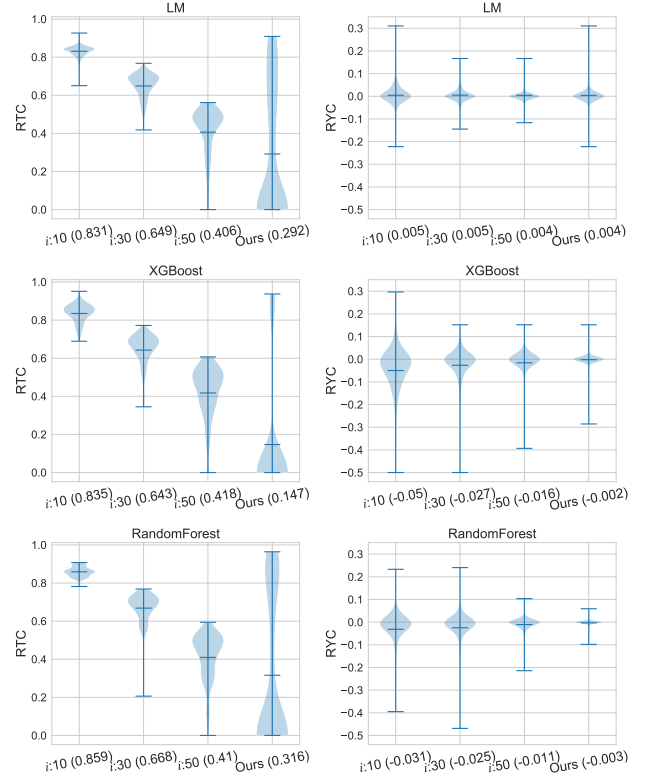 LM
RTC
1.0
0.8
0.6
0.4
0.2
0.0
i:10 (0.831) i:30 (0.649) i:50 (0.406) Ours (0.292)
LM
RYC
0.3
0.2
0.1
0.0
−0.1
−0.2
−0.3
−0.4
−0.5
i:10 (0.005) i:30 (0.005) i:50 (0.004) Ours (0.004)
XGBoost
RTC
1.0
0.8
0.6
0.4
0.2
0.0
i:10 (0.835) i:30 (0.643) i:50 (0.418) Ours (0.147)
XGBoost
RYC
0.3
0.2
0.1
0.0
−0.1
−0.2
−0.3
−0.4
−0.5
i:10 (-0.05) i:30 (-0.027) i:50 (-0.016) Ours (-0.002)
RandomForest
RTC
1.0
0.8
0.6
0.4
0.2
0.0
i:10 (0.859) i:30 (0.668) i:50 (0.41) Ours (0.316)
RandomForest
RYC
0.3
0.2
0.1
0.0
−0.1
−0.2
−0.3
−0.4
−0.5
i:10 (-0.031) i:30 (-0.025) i:50 (-0.011) Ours (-0.003)